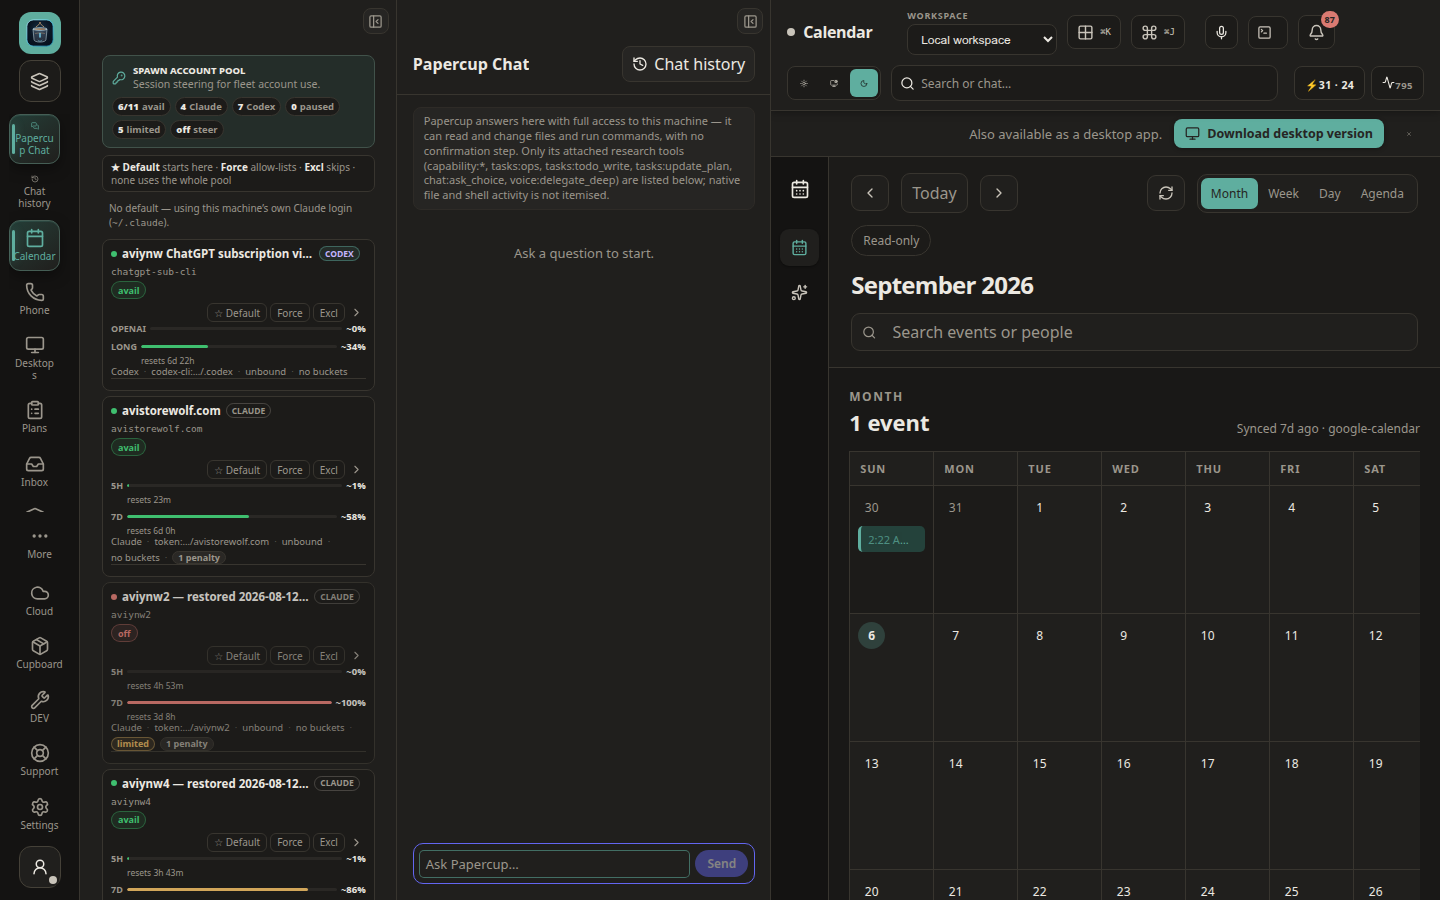 Papercu
p Chat
Chat
history
Calendar
Phone
Desktop
s
Plans
Inbox
More
Cloud
Cupboard
DEV
Support
Settings
SPAWN ACCOUNT POOL
Session steering for fleet account use.
6/11 avail
4 Claude
7 Codex
0 paused
5 limited
off steer
★ Default starts here · Force allow-lists · Excl skips ·
none uses the whole pool
No default — using this machine's own Claude login
(~/.claude).
aviynw ChatGPT subscription vi...
CODEX
chatgpt-sub-cli
avail
☆ Default
Force
Excl
OPENAI
~0%
LONG
~34%
resets 6d 22h
Codex · codex-cli:.../.codex · unbound · no buckets
avistorewolf.com
CLAUDE
avistorewolf.com
avail
☆ Default
Force
Excl
5H
~1%
resets 23m
7D
~58%
resets 6d 0h
Claude · token:.../avistorewolf.com · unbound ·
no buckets · 1 penalty
aviynw2 — restored 2026-08-12...
CLAUDE
aviynw2
off
☆ Default
Force
Excl
5H
~0%
resets 4h 53m
7D
~100%
resets 3d 8h
Claude · token:.../aviynw2 · unbound · no buckets ·
limited
1 penalty
aviynw4 — restored 2026-08-12...
CLAUDE
aviynw4
avail
☆ Default
Force
Excl
5H
~1%
resets 3h 43m
7D
~86%
Papercup Chat
Chat history
Papercup answers here with full access to this machine — it
can read and change files and run commands, with no
confirmation step. Only its attached research tools
(capability:*, tasks:ops, tasks:todo_write, tasks:update_plan,
chat:ask_choice, voice:delegate_deep) are listed below; native
file and shell activity is not itemised.
Ask a question to start.
Ask Papercup...
Send
Calendar
WORKSPACE
Local workspace
⌘K
⌘J
87
Search or chat...
⚡31 · 24
795
Also available as a desktop app.
Download desktop version
×
Today
Month
Week
Day
Agenda
Read-only
September 2026
Search events or people
MONTH
1 event
Synced 7d ago · google-calendar
SUN MON TUE WED THU FRI SAT
30 31 1 2 3 4 5
2:22 A...
6 7 8 9 10 11 12
13 14 15 16 17 18 19
20 21 22 23 24 25 26